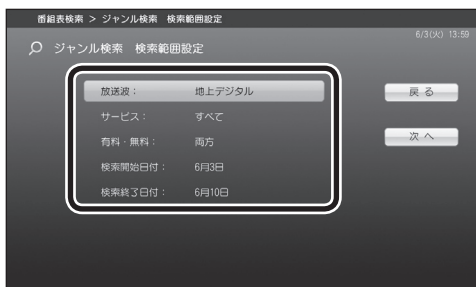 番組表検索 > ジャンル検索 検索範囲設定
6/3(火) 13:59
ジャンル検索 検索範囲設定
放送波： 地上デジタル
サービス： すべて
有料・無料： 両方
検索開始日付： 6月3日
検索終了日付： 6月10日
戻る
次へ